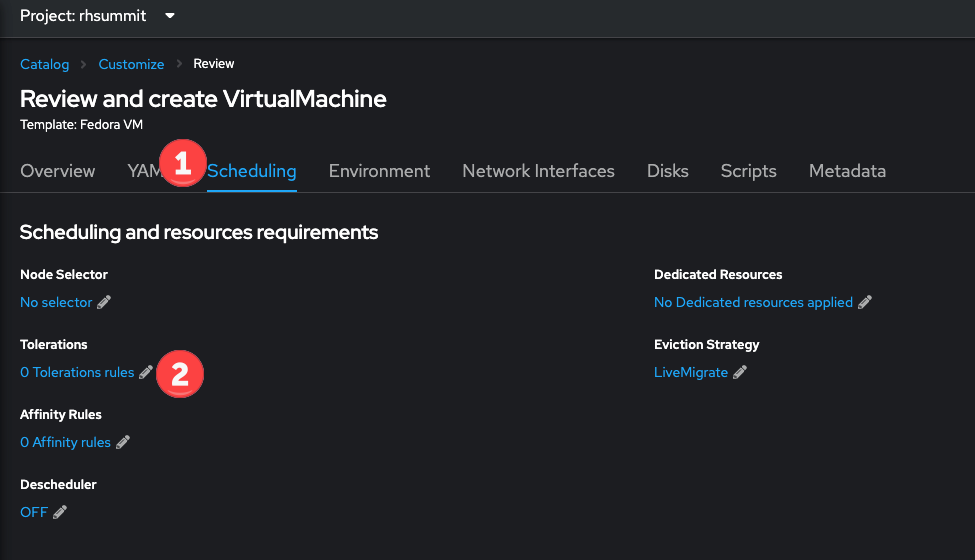 Project: rhsummit
Catalog > Customize > Review
Review and create VirtualMachine
Template: Fedora VM
Overview YAM 1 Scheduling Environment Network Interfaces Disks Scripts Metadata
Scheduling and resources requirements
Node Selector
No selector
Tolerations
0 Tolerations rules 2
Affinity Rules
0 Affinity rules
Descheduler
OFF
Dedicated Resources
No Dedicated resources applied
Eviction Strategy
LiveMigrate